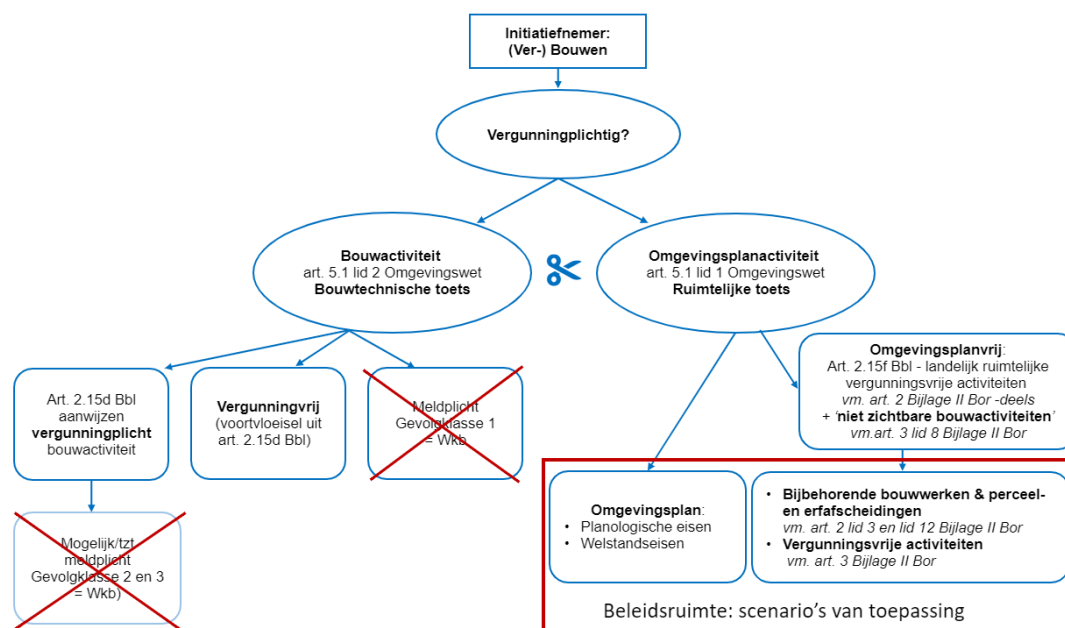 Initiatiefnemer:
(Ver-) Bouwen
Vergunningplichtig?
Bouwactiviteit
art. 5.1 lid 2 Omgevingswet
Bouwtechnische toets
Omgevingsplanactiviteit
art. 5.1 lid 1 Omgevingswet
Ruimtelijke toets
Art. 2.15d Bbl
aanwijzen
vergunningplicht
bouwactiviteit
Vergunningvrij
(voortvloeisel uit
art. 2.15d Bbl)
Meldplicht
Gevolgklasse 1
= Wkb
Omgevingsplanvrij:
Art. 2.15f Bbl - landelijk ruimtelijke
vergunningsvrije activiteiten
vm. art. 2 Bijlage II Bor -deels
+ ‘niet zichtbare bouwactiviteiten’
vm.art. 3 lid 8 Bijlage II Bor
Mogelijk/tzt
meldplicht
Gevolgklasse 2 en 3
= Wkb)
Omgevingsplan:
• Planologische eisen
• Welstandseisen
• Bijbehorende bouwwerken & perceel-
en erfafscheidingen
vm. art. 2 lid 3 en lid 12 Bijlage II Bor
• Vergunningsvrije activiteiten
vm. art. 3 Bijlage II Bor
Beleidsruimte: scenario’s van toepassing